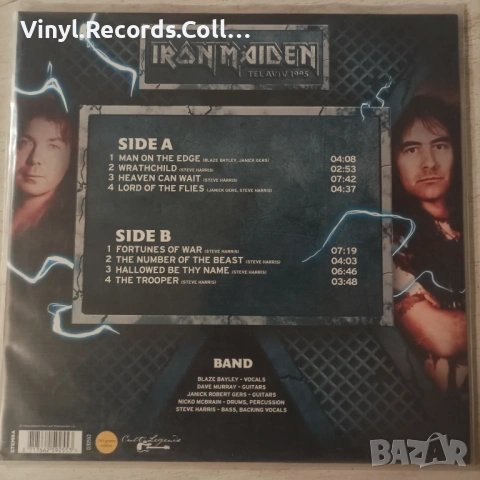 Vinyl.Records.Coll...
IRON MAIDEN
TEL AVIV 1995
SIDE A
1 MAN ON THE EDGE (BLAZE BAYLEY, JANICK GERS) 04:08
2 WRATHCHILD (STEVE HARRIS) 02:53
3 HEAVEN CAN WAIT (STEVE HARRIS) 07:42
4 LORD OF THE FLIES (JANICK GERS, STEVE HARRIS) 04:37
SIDE B
1 FORTUNES OF WAR (STEVE HARRIS) 07:19
2 THE NUMBER OF THE BEAST (STEVE HARRIS) 04:03
3 HALLOWED BE THY NAME (STEVE HARRIS) 06:46
4 THE TROOPER (STEVE HARRIS) 03:48
BAND
BLAZE BAYLEY - VOCALS
DAVE MURRAY - GUITARS
JANICK ROBERT GERS - GUITARS
NICKO MCBRAIN - DRUMS, PERCUSSION
STEVE HARRIS - BASS, BACKING VOCALS
Cult Legends
BAZAR